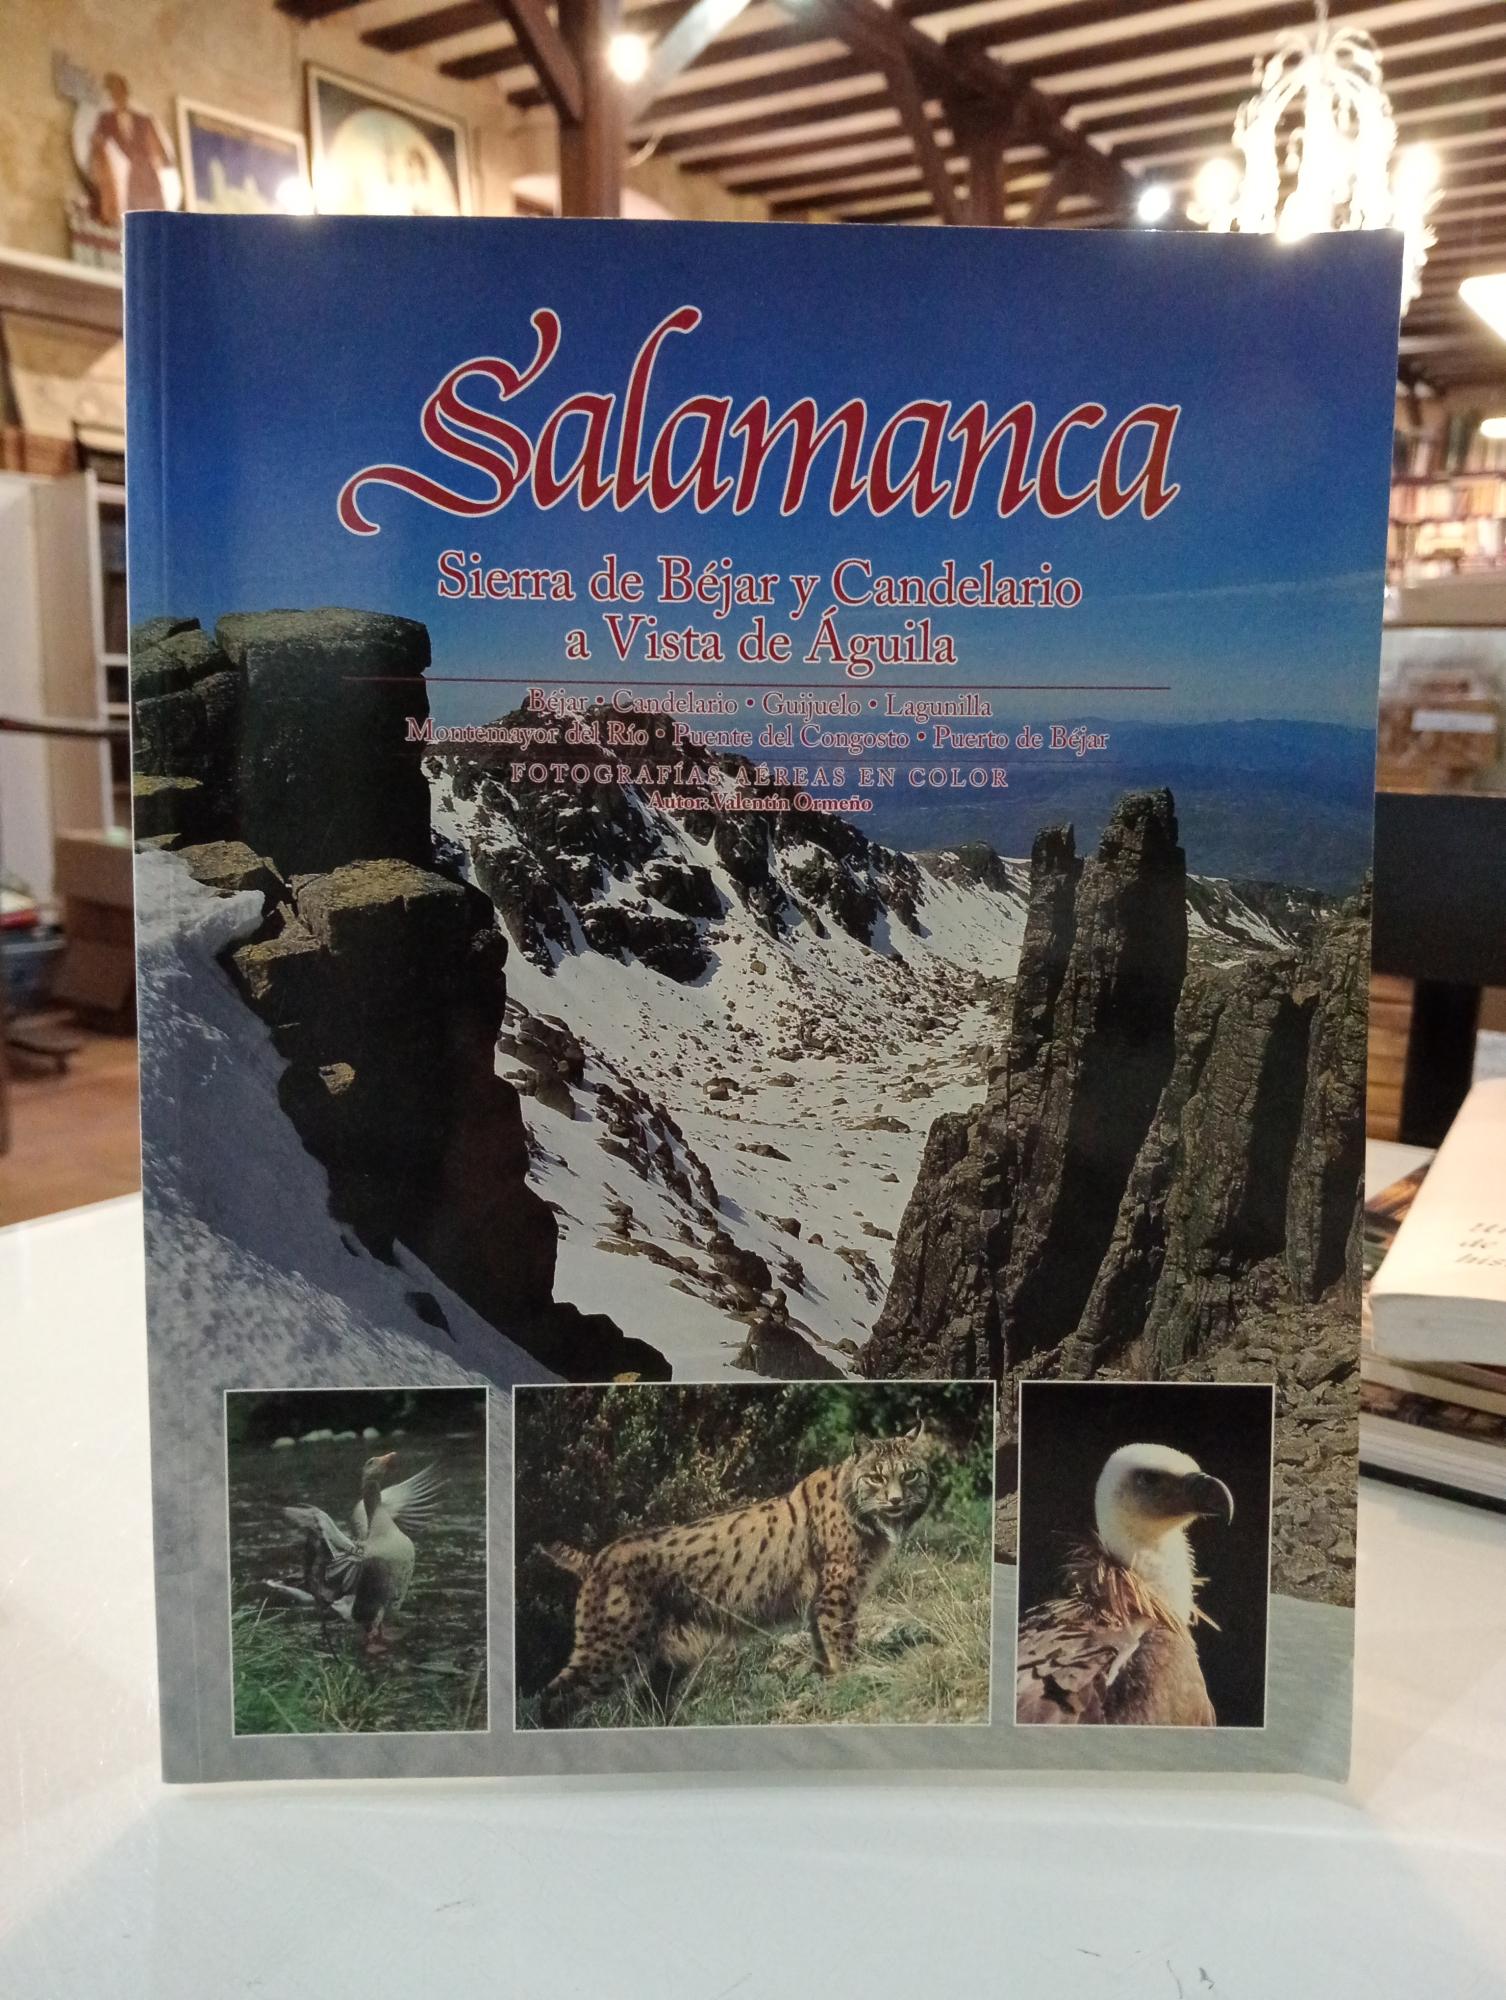 Salamanca
Sierra de Béjar y Candelario
a Vista de Águila
Béjar • Candelario • Guijuelo • Lagunilla
Montemayor del Río • Puente del Congosto • Puerto de Béjar
FOTOGRAFÍAS AÉREAS EN COLOR
Autor: Valentín Ormeño